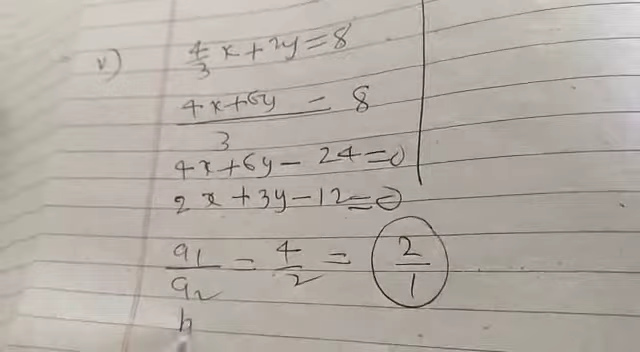 v) 4/3 x + 2y = 8
4x + 6y / 3 = 8
4x + 6y - 24 = 0
2x + 3y - 12 = 0
a1/a2 = 4/2 = 2/1
b